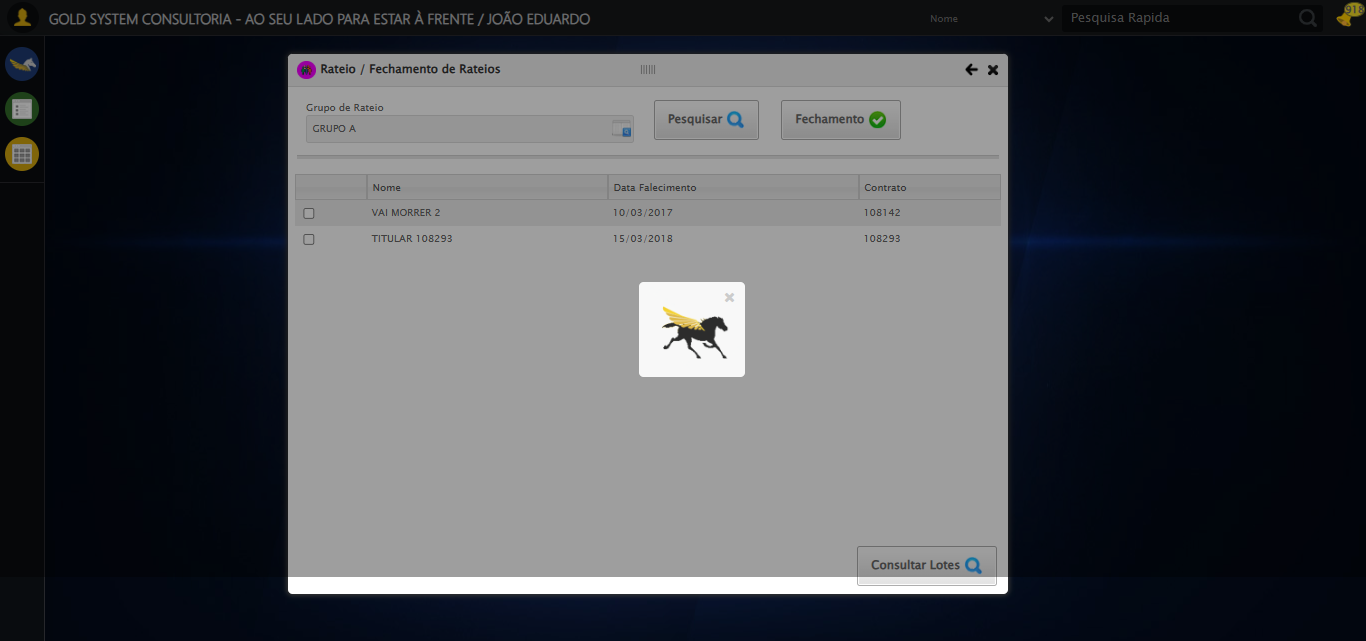 GOLD SYSTEM CONSULTORIA - AO SEU LADO PARA ESTAR À FRENTE / JOÃO EDUARDO
Nome
Pesquisa Rapida
918
Rateio / Fechamento de Rateios
Grupo de Rateio
GRUPO A
Pesquisar
Fechamento
Nome Data Falecimento Contrato
VAI MORRER 2 10/03/2017 108142
TITULAR 108293 15/03/2018 108293
Consultar Lotes